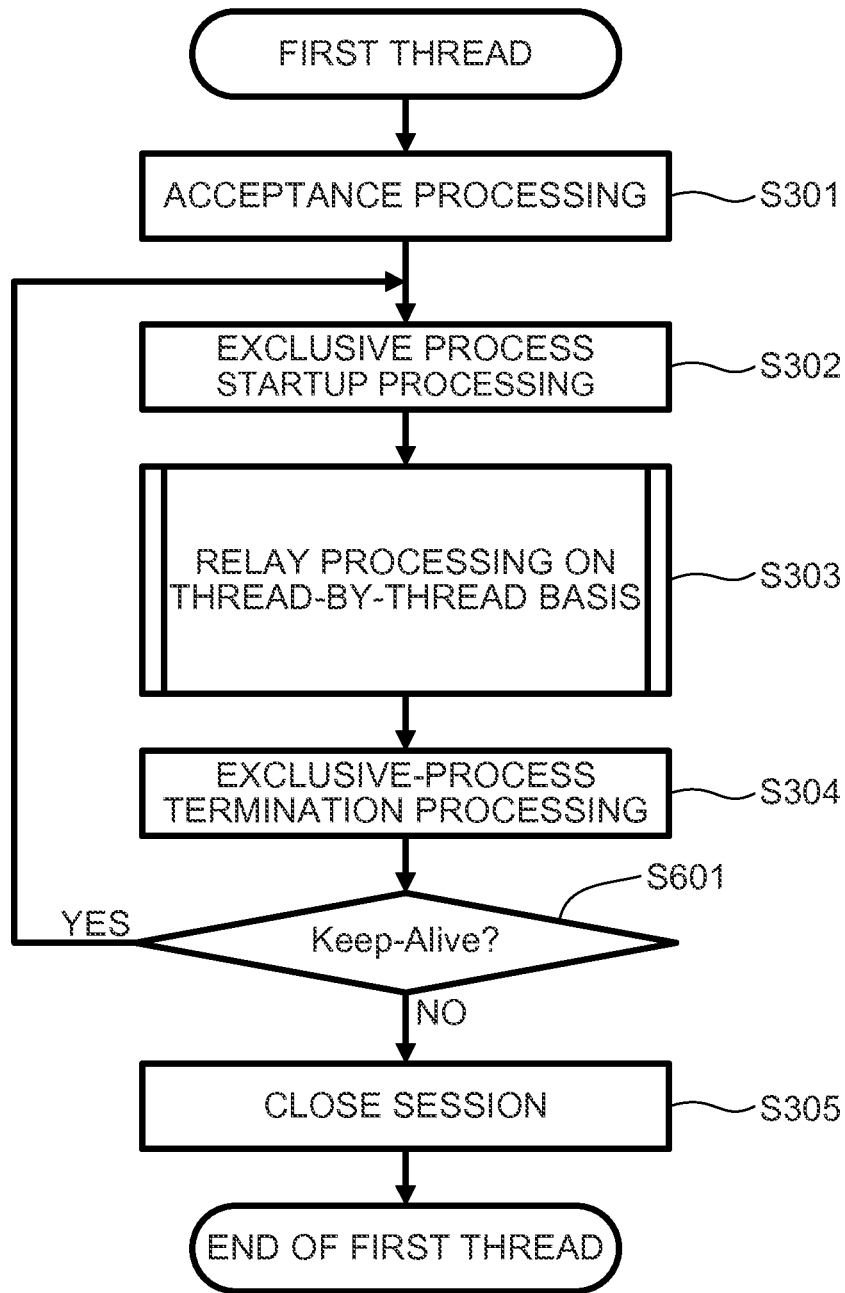 FIRST THREAD
ACCEPTANCE PROCESSING
S301
EXCLUSIVE PROCESS
STARTUP PROCESSING
S302
RELAY PROCESSING ON
THREAD-BY-THREAD BASIS
S303
EXCLUSIVE-PROCESS
TERMINATION PROCESSING
S304
S601
YES
Keep-Alive?
NO
CLOSE SESSION
S305
END OF FIRST THREAD